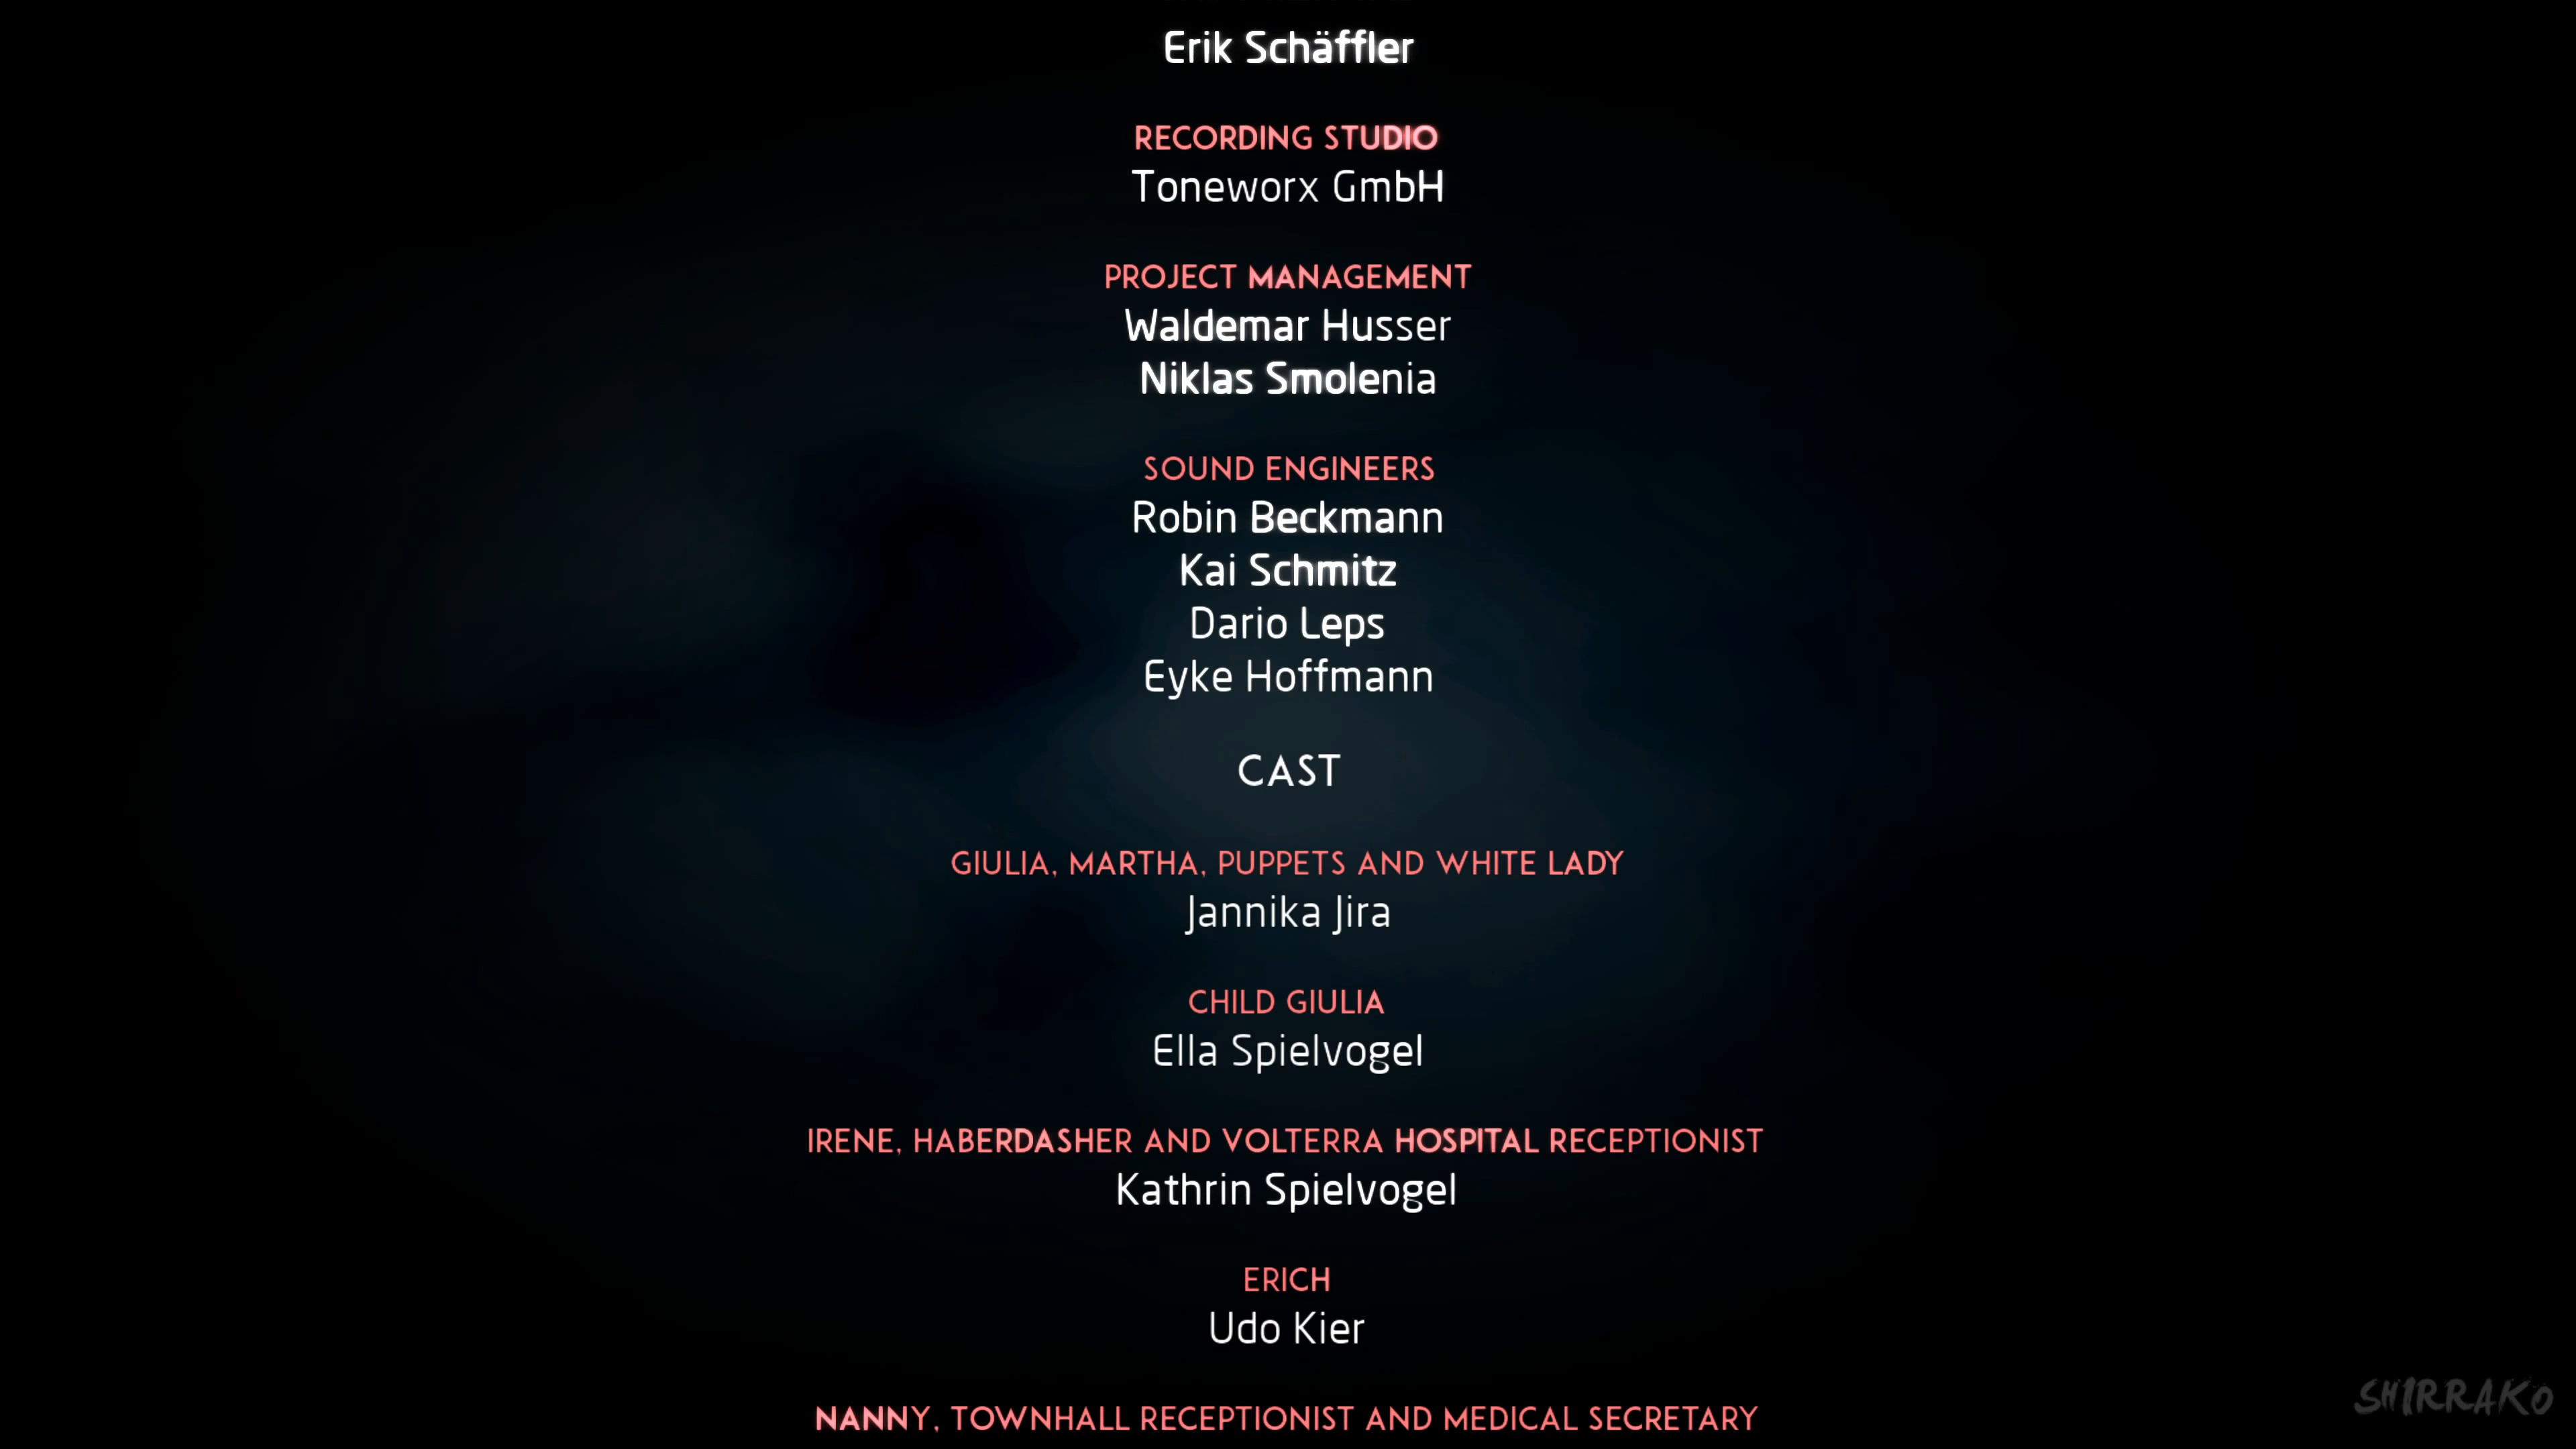 Erik Schäffler
RECORDING STUDIO
Toneworx GmbH
PROJECT MANAGEMENT
Waldemar Husser
Niklas Smolenia
SOUND ENGINEERS
Robin Beckmann
Kai Schmitz
Dario Leps
Eyke Hoffmann
CAST
GIULIA, MARTHA, PUPPETS AND WHITE LADY
Jannika Jira
CHILD GIULIA
Ella Spielvogel
IRENE, HABERDASHER AND VOLTERRA HOSPITAL RECEPTIONIST
Kathrin Spielvogel
ERICH
Udo Kier
NANNY, TOWNHALL RECEPTIONIST AND MEDICAL SECRETARY
SHIRRAKO